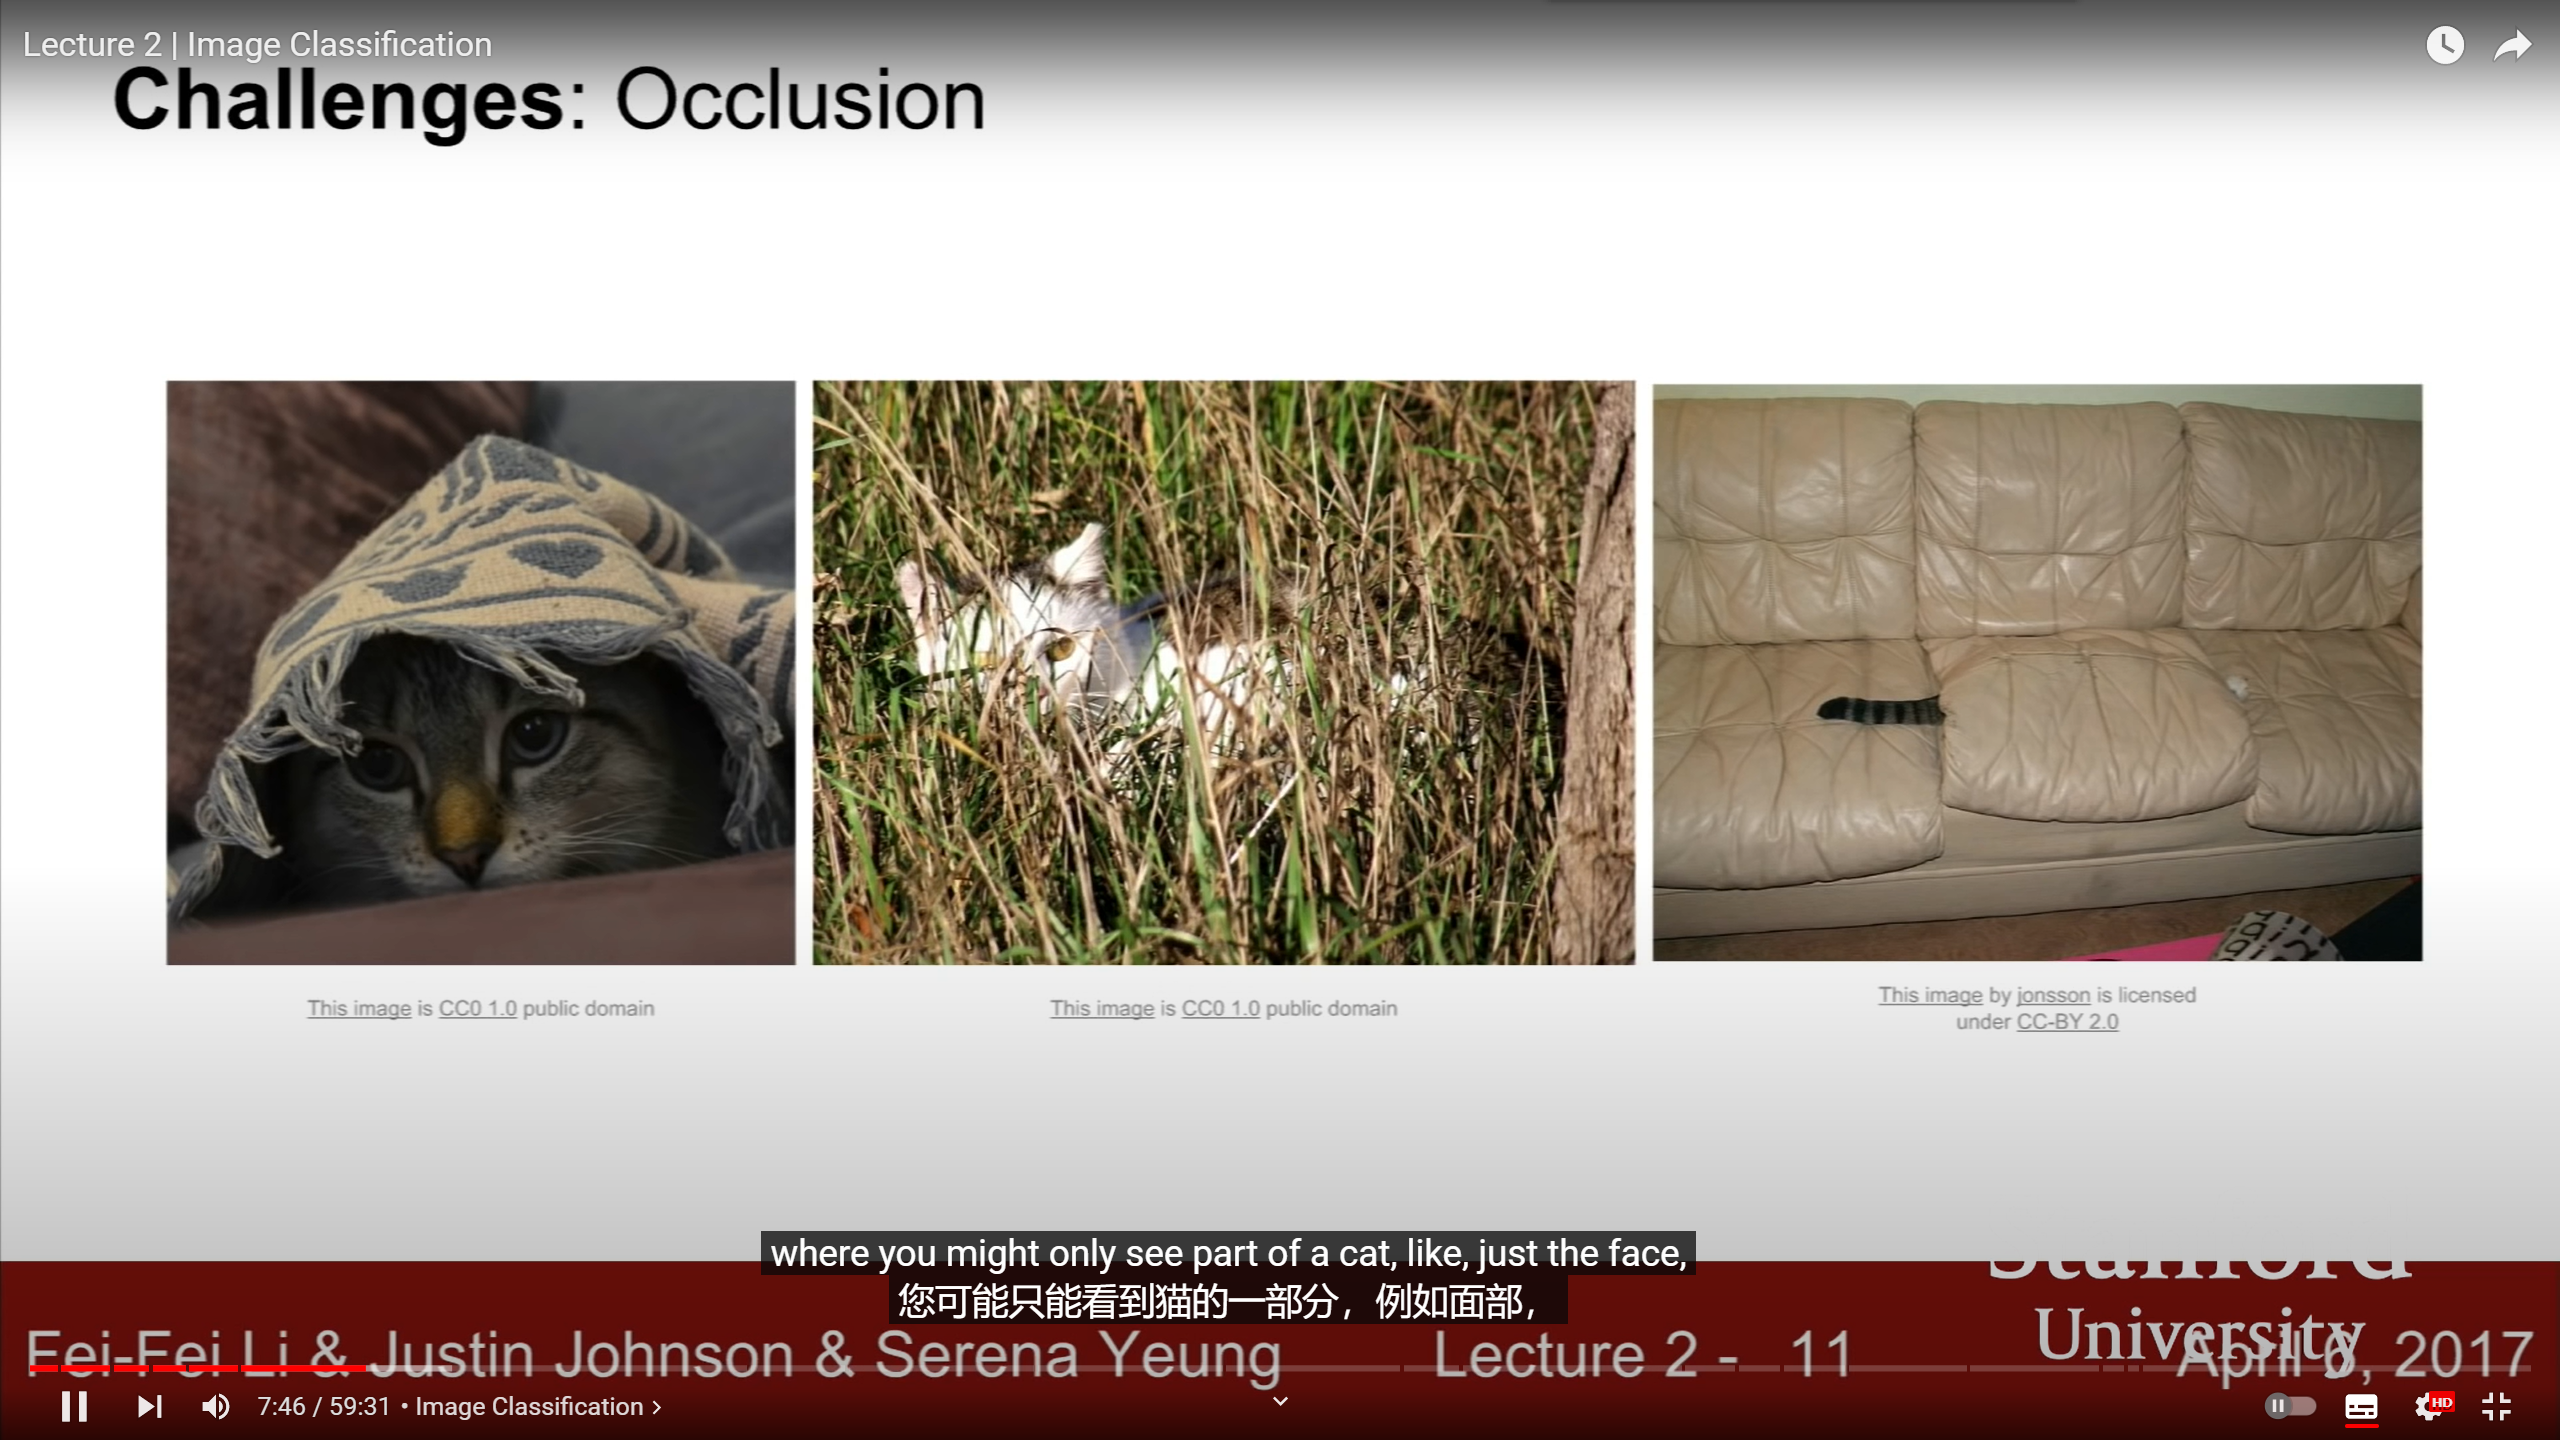 Lecture 2 | Image Classification
Challenges: Occlusion
This image is CC0 1.0 public domain
This image is CC0 1.0 public domain
This image by jonsson is licensed
under CC-BY 2.0
where you might only see part of a cat, like, just the face,
您可能只能看到猫的一部分，例如面部，
Stanford
University
Fei-Fei Li & Justin Johnson & Serena Yeung
Lecture 2 - 11
April 6, 2017
7:46 / 59:31 • Image Classification
HD